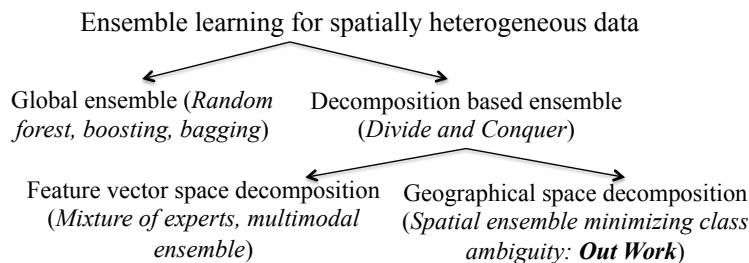 Ensemble learning for spatially heterogeneous data
Global ensemble (Random
forest, boosting, bagging)
Decomposition based ensemble
(Divide and Conquer)
Feature vector space decomposition
(Mixture of experts, multimodal
ensemble)
Geographical space decomposition
(Spatial ensemble minimizing class
ambiguity: Out Work)